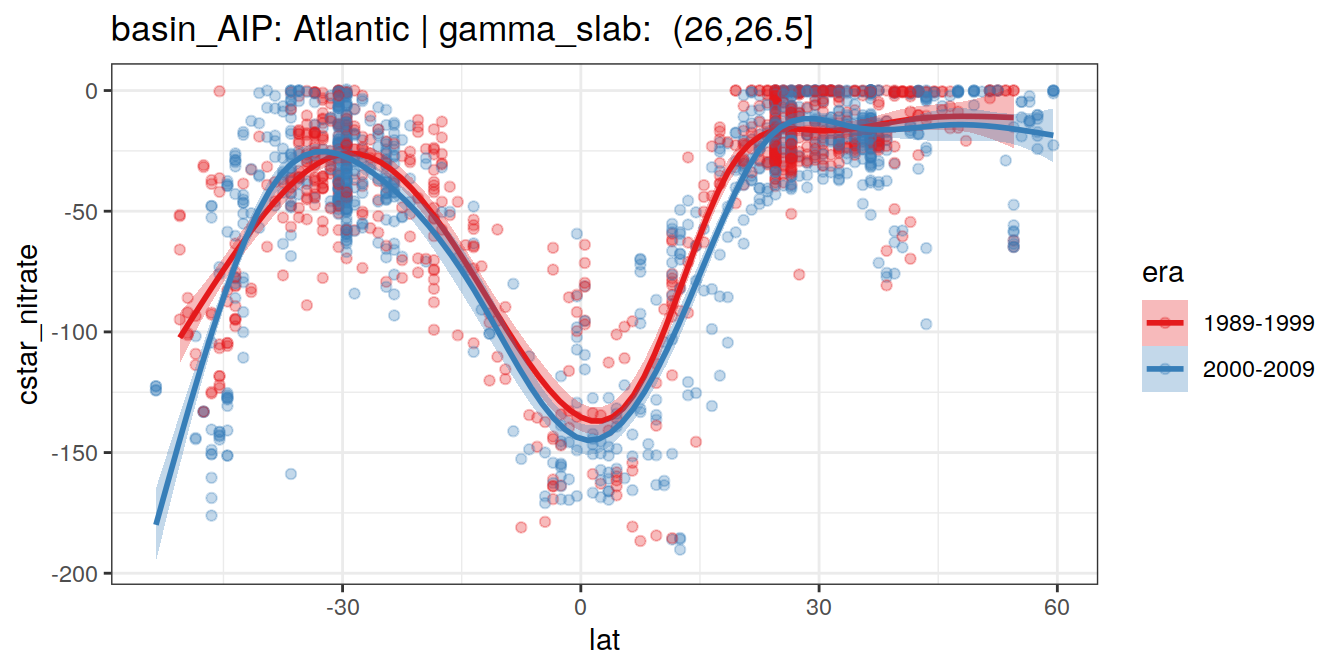 basin_AIP: Atlantic | gamma_slab:  (26,26.5]
0
-50
-100
-150
-200
cstar_nitrate
-30
0
30
60
lat
era
1989-1999
2000-2009